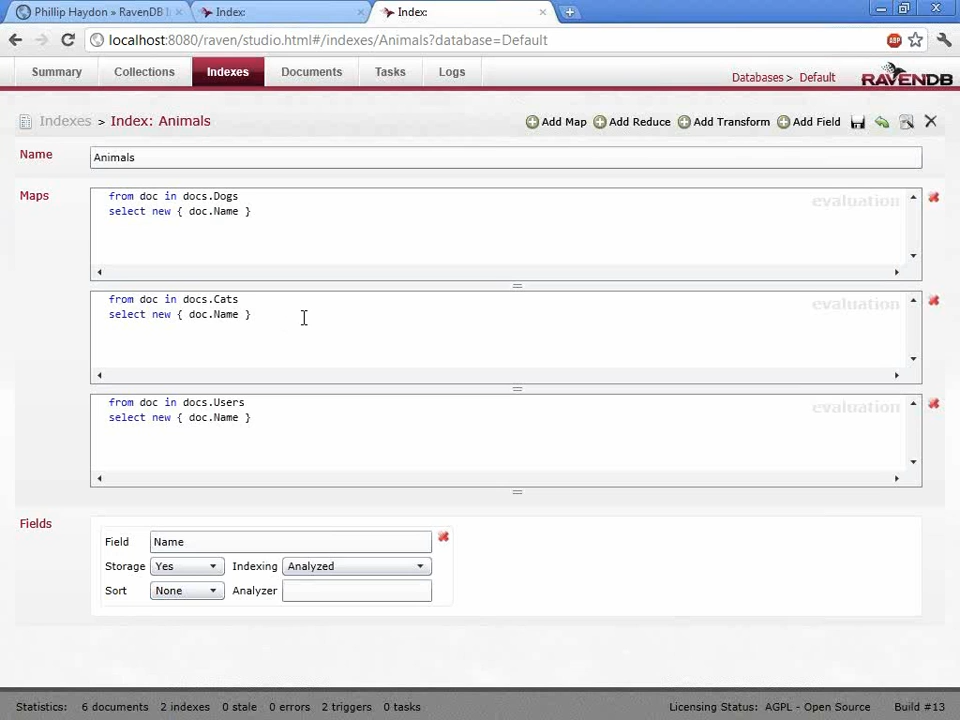 Phillip Haydon » RavenDB
Index:
Index:
localhost:8080/raven/studio.html#/indexes/Animals?database=Default
ABP
Summary
Collections
Indexes
Documents
Tasks
Logs
Databases > Default
RAVENDB
Indexes > Index: Animals
Add Map
Add Reduce
Add Transform
Add Field
Name
Animals
Maps
from doc in docs.Dogs
select new { doc.Name }
evaluation
from doc in docs.Cats
select new { doc.Name }
evaluation
from doc in docs.Users
select new { doc.Name }
evaluation
Fields
Field Name
Storage Yes Indexing Analyzed
Sort None Analyzer
Statistics: 6 documents 2 indexes 0 stale 0 errors 2 triggers 0 tasks
Licensing Status: AGPL - Open Source Build #13